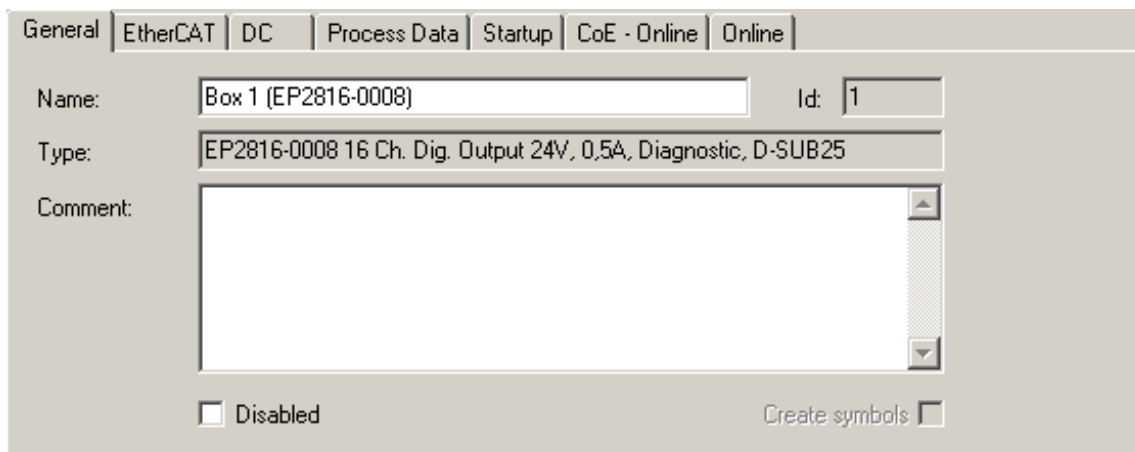 General EtherCAT DC Process Data Startup CoE - Online Online
Name: Box 1 (EP2816-0008) Id: 1
Type: EP2816-0008 16 Ch. Dig. Output 24V, 0,5A, Diagnostic, D-SUB25
Comment:
Disabled Create symbols